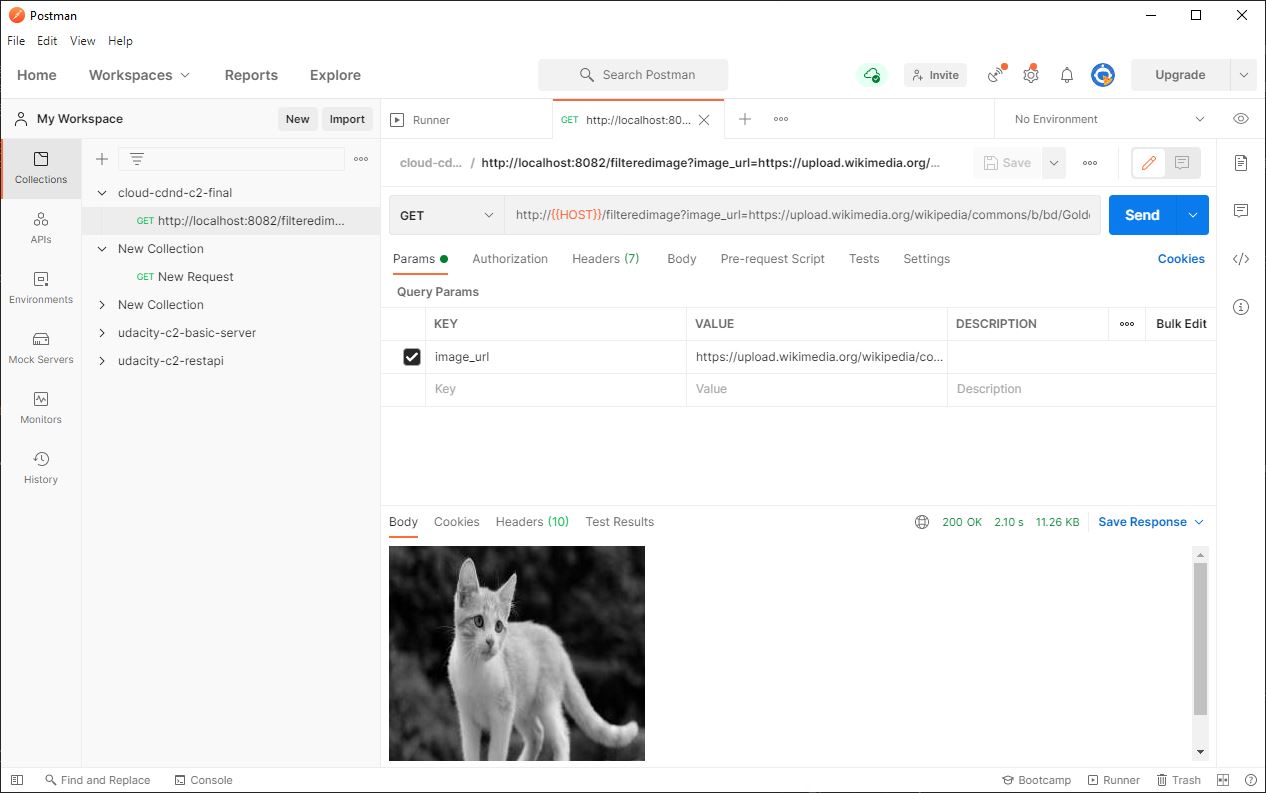 Postman
File Edit View Help
Home Workspaces Reports Explore Search Postman Invite Upgrade
My Workspace New Import
Runner GET http://localhost:80... No Environment
Collections
APIs
Environments
Mock Servers
Monitors
History
cloud-cdnd-c2-final
GET http://localhost:8082/filteredim...
New Collection
GET New Request
New Collection
udacity-c2-basic-server
udacity-c2-restapi
cloud-cd... / http://localhost:8082/filteredimage?image_url=https://upload.wikimedia.org/... Save
GET http://{{HOST}}/filteredimage?image_url=https://upload.wikimedia.org/wikipedia/commons/b/bd/Gold Send
Params Authorization Headers (7) Body Pre-request Script Tests Settings Cookies
Query Params
KEY VALUE DESCRIPTION Bulk Edit
image_url https://upload.wikimedia.org/wikipedia/co...
Key Value Description
Body Cookies Headers (10) Test Results 200 OK 2.10 s 11.26 KB Save Response
Find and Replace Console Bootcamp Runner Trash